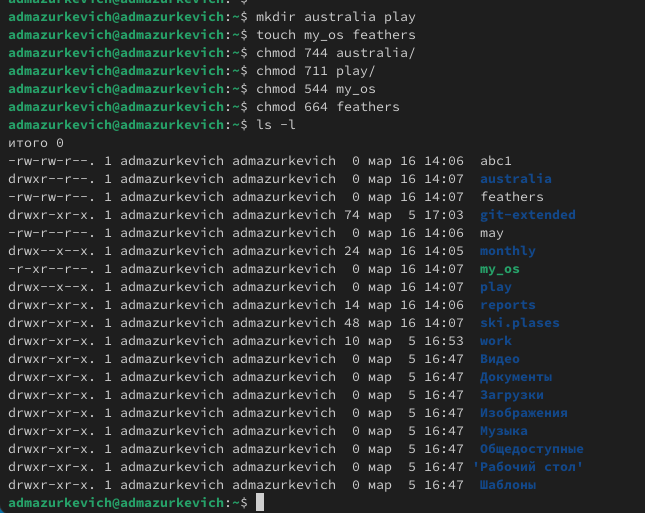 admazurkevich@admazurkevich:~$ mkdir australia play
admazurkevich@admazurkevich:~$ touch my_os feathers
admazurkevich@admazurkevich:~$ chmod 744 australia/
admazurkevich@admazurkevich:~$ chmod 711 play/
admazurkevich@admazurkevich:~$ chmod 544 my_os
admazurkevich@admazurkevich:~$ chmod 664 feathers
admazurkevich@admazurkevich:~$ ls -l
итого 0
-rw-rw-r--. 1 admazurkevich admazurkevich  0 мар 16 14:06  abc1
drwxr--r--. 1 admazurkevich admazurkevich  0 мар 16 14:07  australia
-rw-rw-r--. 1 admazurkevich admazurkevich  0 мар 16 14:07  feathers
drwxr-xr-x. 1 admazurkevich admazurkevich 74 мар  5 17:03  git-extended
-rw-r--r--. 1 admazurkevich admazurkevich  0 мар 16 14:06  may
drwx--x--x. 1 admazurkevich admazurkevich 24 мар 16 14:05  monthly
-r-xr--r--. 1 admazurkevich admazurkevich  0 мар 16 14:07  my_os
drwx--x--x. 1 admazurkevich admazurkevich  0 мар 16 14:07  play
drwxr-xr-x. 1 admazurkevich admazurkevich 14 мар 16 14:06  reports
drwxr-xr-x. 1 admazurkevich admazurkevich 48 мар 16 14:07  ski.plases
drwxr-xr-x. 1 admazurkevich admazurkevich 10 мар  5 16:53  work
drwxr-xr-x. 1 admazurkevich admazurkevich  0 мар  5 16:47  Видео
drwxr-xr-x. 1 admazurkevich admazurkevich  0 мар  5 16:47  Документы
drwxr-xr-x. 1 admazurkevich admazurkevich  0 мар  5 16:47  Загрузки
drwxr-xr-x. 1 admazurkevich admazurkevich  0 мар  5 16:47  Изображения
drwxr-xr-x. 1 admazurkevich admazurkevich  0 мар  5 16:47  Музыка
drwxr-xr-x. 1 admazurkevich admazurkevich  0 мар  5 16:47  Общедоступные
drwxr-xr-x. 1 admazurkevich admazurkevich  0 мар  5 16:47 'Рабочий стол'
drwxr-xr-x. 1 admazurkevich admazurkevich  0 мар  5 16:47  Шаблоны
admazurkevich@admazurkevich:~$